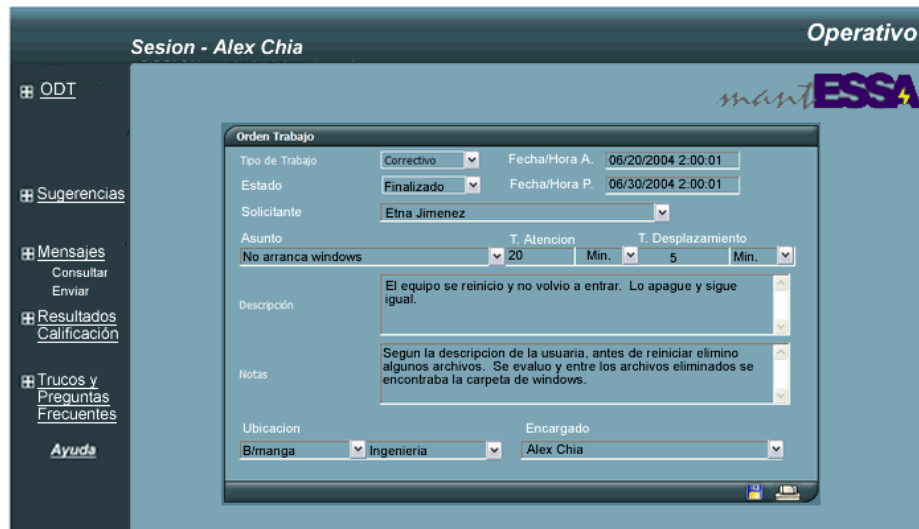 Operativo
Sesion - Alex Chia
mantESSA
ODT
Sugerencias
Mensajes
Consultar
Enviar
Resultados
Calificación
Trucos y
Preguntas
Frecuentes
Ayuda
Orden Trabajo
Tipo de Trabajo Correctivo Fecha/Hora A. 06/20/2004 2:00:01
Estado Finalizado Fecha/Hora P. 06/30/2004 2:00:01
Solicitante Etna Jimenez
Asunto T. Atencion T. Desplazamiento
No arranca windows 20 Min. 5 Min.
Descripción
El equipo se reinicio y no volvio a entrar. Lo apague y sigue
igual.
Notas
Segun la descripcion de la usuaria, antes de reiniciar elimino
algunos archivos. Se evaluo y entre los archivos eliminados se
encontraba la carpeta de windows.
Ubicacion Encargado
B/manga Ingenieria Alex Chia